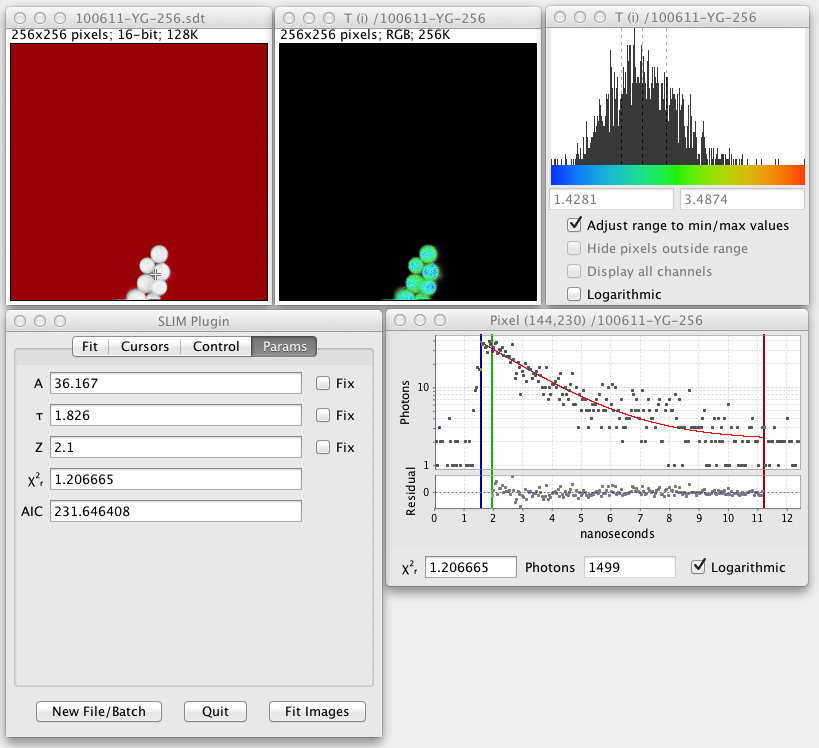 100611-YG-256.sdt
256x256 pixels; 16-bit; 128K
T (i) /100611-YG-256
256x256 pixels; RGB; 256K
T (i) /100611-YG-256
1.4281 3.4874
Adjust range to min/max values
Hide pixels outside range
Display all channels
Logarithmic
SLIM Plugin
Fit Cursors Control Params
A 36.167 Fix
τ 1.826 Fix
Z 2.1 Fix
χ²ᵣ 1.206665
AIC 231.646408
New File/Batch Quit Fit Images
Pixel (144,230) /100611-YG-256
Photons
10
1
Residual
0
0 1 2 3 4 5 6 7 8 9 10 11 12
nanoseconds
χ²ᵣ 1.206665 Photons 1499 Logarithmic